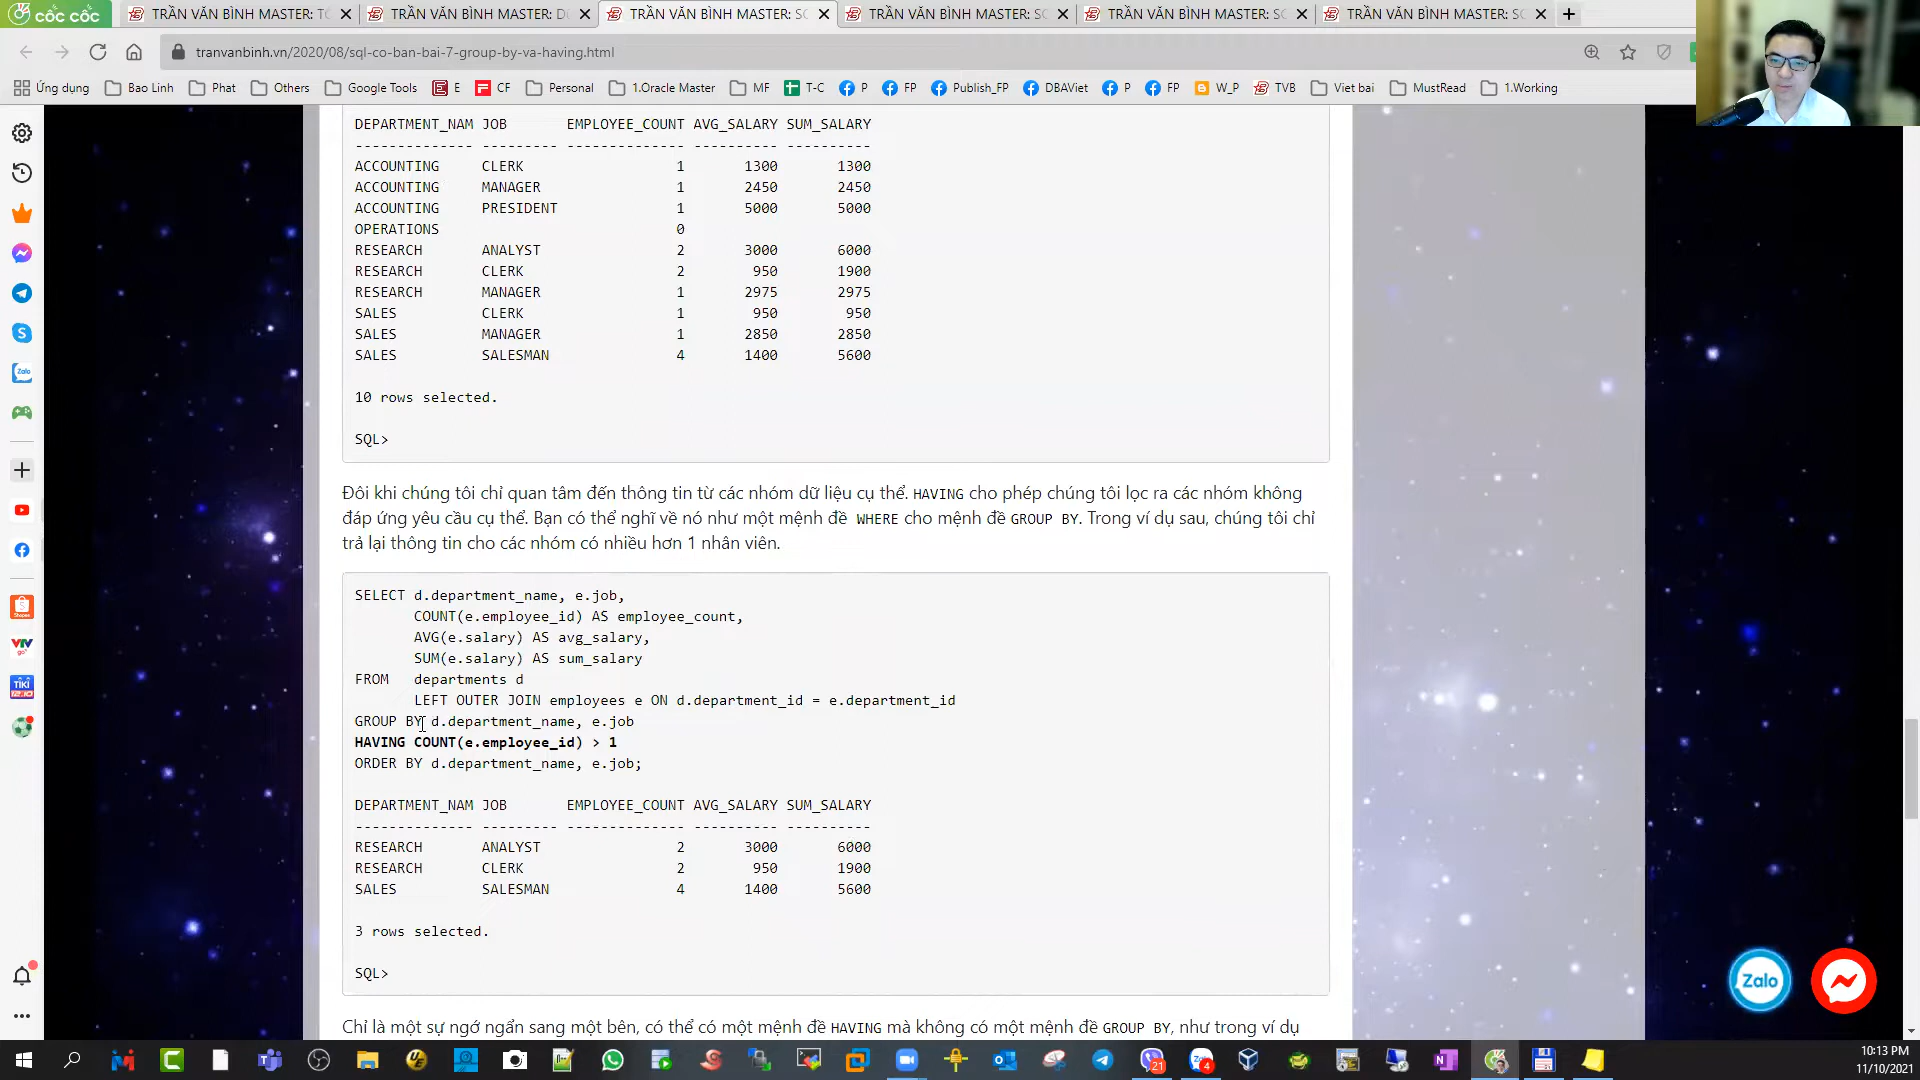 cốc cốc
TRẦN VĂN BÌNH MASTER: TỔ
TRẦN VĂN BÌNH MASTER: D
TRẦN VĂN BÌNH MASTER: SQ
TRẦN VĂN BÌNH MASTER: SQ
TRẦN VĂN BÌNH MASTER: SQ
TRẦN VĂN BÌNH MASTER: SQ
tranvanbinh.vn/2020/08/sql-co-ban-bai-7-group-by-va-having.html
Ứng dụng Bao Linh Phat Others Google Tools E CF Personal 1.Oracle Master MF T-C P FP Publish_FP DBAViet P FP W_P TVB Viet bai MustRead 1.Working
DEPARTMENT_NAM JOB EMPLOYEE_COUNT AVG_SALARY SUM_SALARY
-------------- --------- -------------- ---------- ----------
ACCOUNTING CLERK 1 1300 1300
ACCOUNTING MANAGER 1 2450 2450
ACCOUNTING PRESIDENT 1 5000 5000
OPERATIONS 0
RESEARCH ANALYST 2 3000 6000
RESEARCH CLERK 2 950 1900
RESEARCH MANAGER 1 2975 2975
SALES CLERK 1 950 950
SALES MANAGER 1 2850 2850
SALES SALESMAN 4 1400 5600
10 rows selected.
SQL>
Đôi khi chúng tôi chỉ quan tâm đến thông tin từ các nhóm dữ liệu cụ thể. HAVING cho phép chúng tôi lọc ra các nhóm không
đáp ứng yêu cầu cụ thể. Bạn có thể nghĩ về nó như một mệnh đề WHERE cho mệnh đề GROUP BY. Trong ví dụ sau, chúng tôi chỉ
trả lại thông tin cho các nhóm có nhiều hơn 1 nhân viên.
SELECT d.department_name, e.job,
COUNT(e.employee_id) AS employee_count,
AVG(e.salary) AS avg_salary,
SUM(e.salary) AS sum_salary
FROM departments d
LEFT OUTER JOIN employees e ON d.department_id = e.department_id
GROUP BY d.department_name, e.job
HAVING COUNT(e.employee_id) > 1
ORDER BY d.department_name, e.job;
DEPARTMENT_NAM JOB EMPLOYEE_COUNT AVG_SALARY SUM_SALARY
-------------- --------- -------------- ---------- ----------
RESEARCH ANALYST 2 3000 6000
RESEARCH CLERK 2 950 1900
SALES SALESMAN 4 1400 5600
3 rows selected.
SQL>
Chỉ là một sự ngớ ngẩn sang một bên, có thể có một mệnh đề HAVING mà không có một mệnh đề GROUP BY, như trong ví dụ
Zalo
10:13 PM
11/10/2021